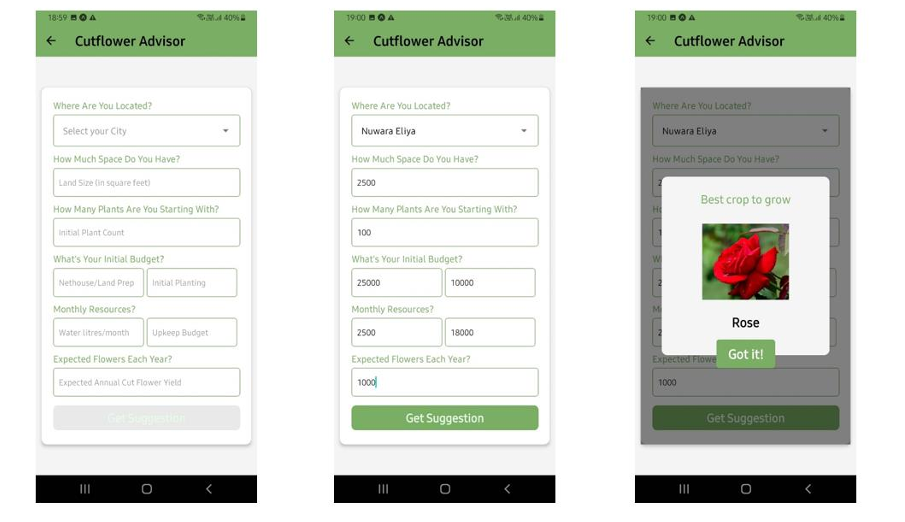 18:59
40%
Cutflower Advisor
Where Are You Located?
Select your City
How Much Space Do You Have?
Land Size (in square feet)
How Many Plants Are You Starting With?
Initial Plant Count
What's Your Initial Budget?
Nethouse/Land Prep
Initial Planting
Monthly Resources?
Water litres/month
Upkeep Budget
Expected Flowers Each Year?
Expected Annual Cut Flower Yield
Get Suggestion
19:00
40%
Cutflower Advisor
Where Are You Located?
Nuwara Eliya
How Much Space Do You Have?
2500
How Many Plants Are You Starting With?
100
What's Your Initial Budget?
25000
10000
Monthly Resources?
2500
18000
Expected Flowers Each Year?
1000
Get Suggestion
19:00
40%
Cutflower Advisor
Where Are You Located?
Nuwara Eliya
How Much Space Do You Have?
Best crop to grow
Rose
Got it!
Expected Flowe
1000
Get Suggestion